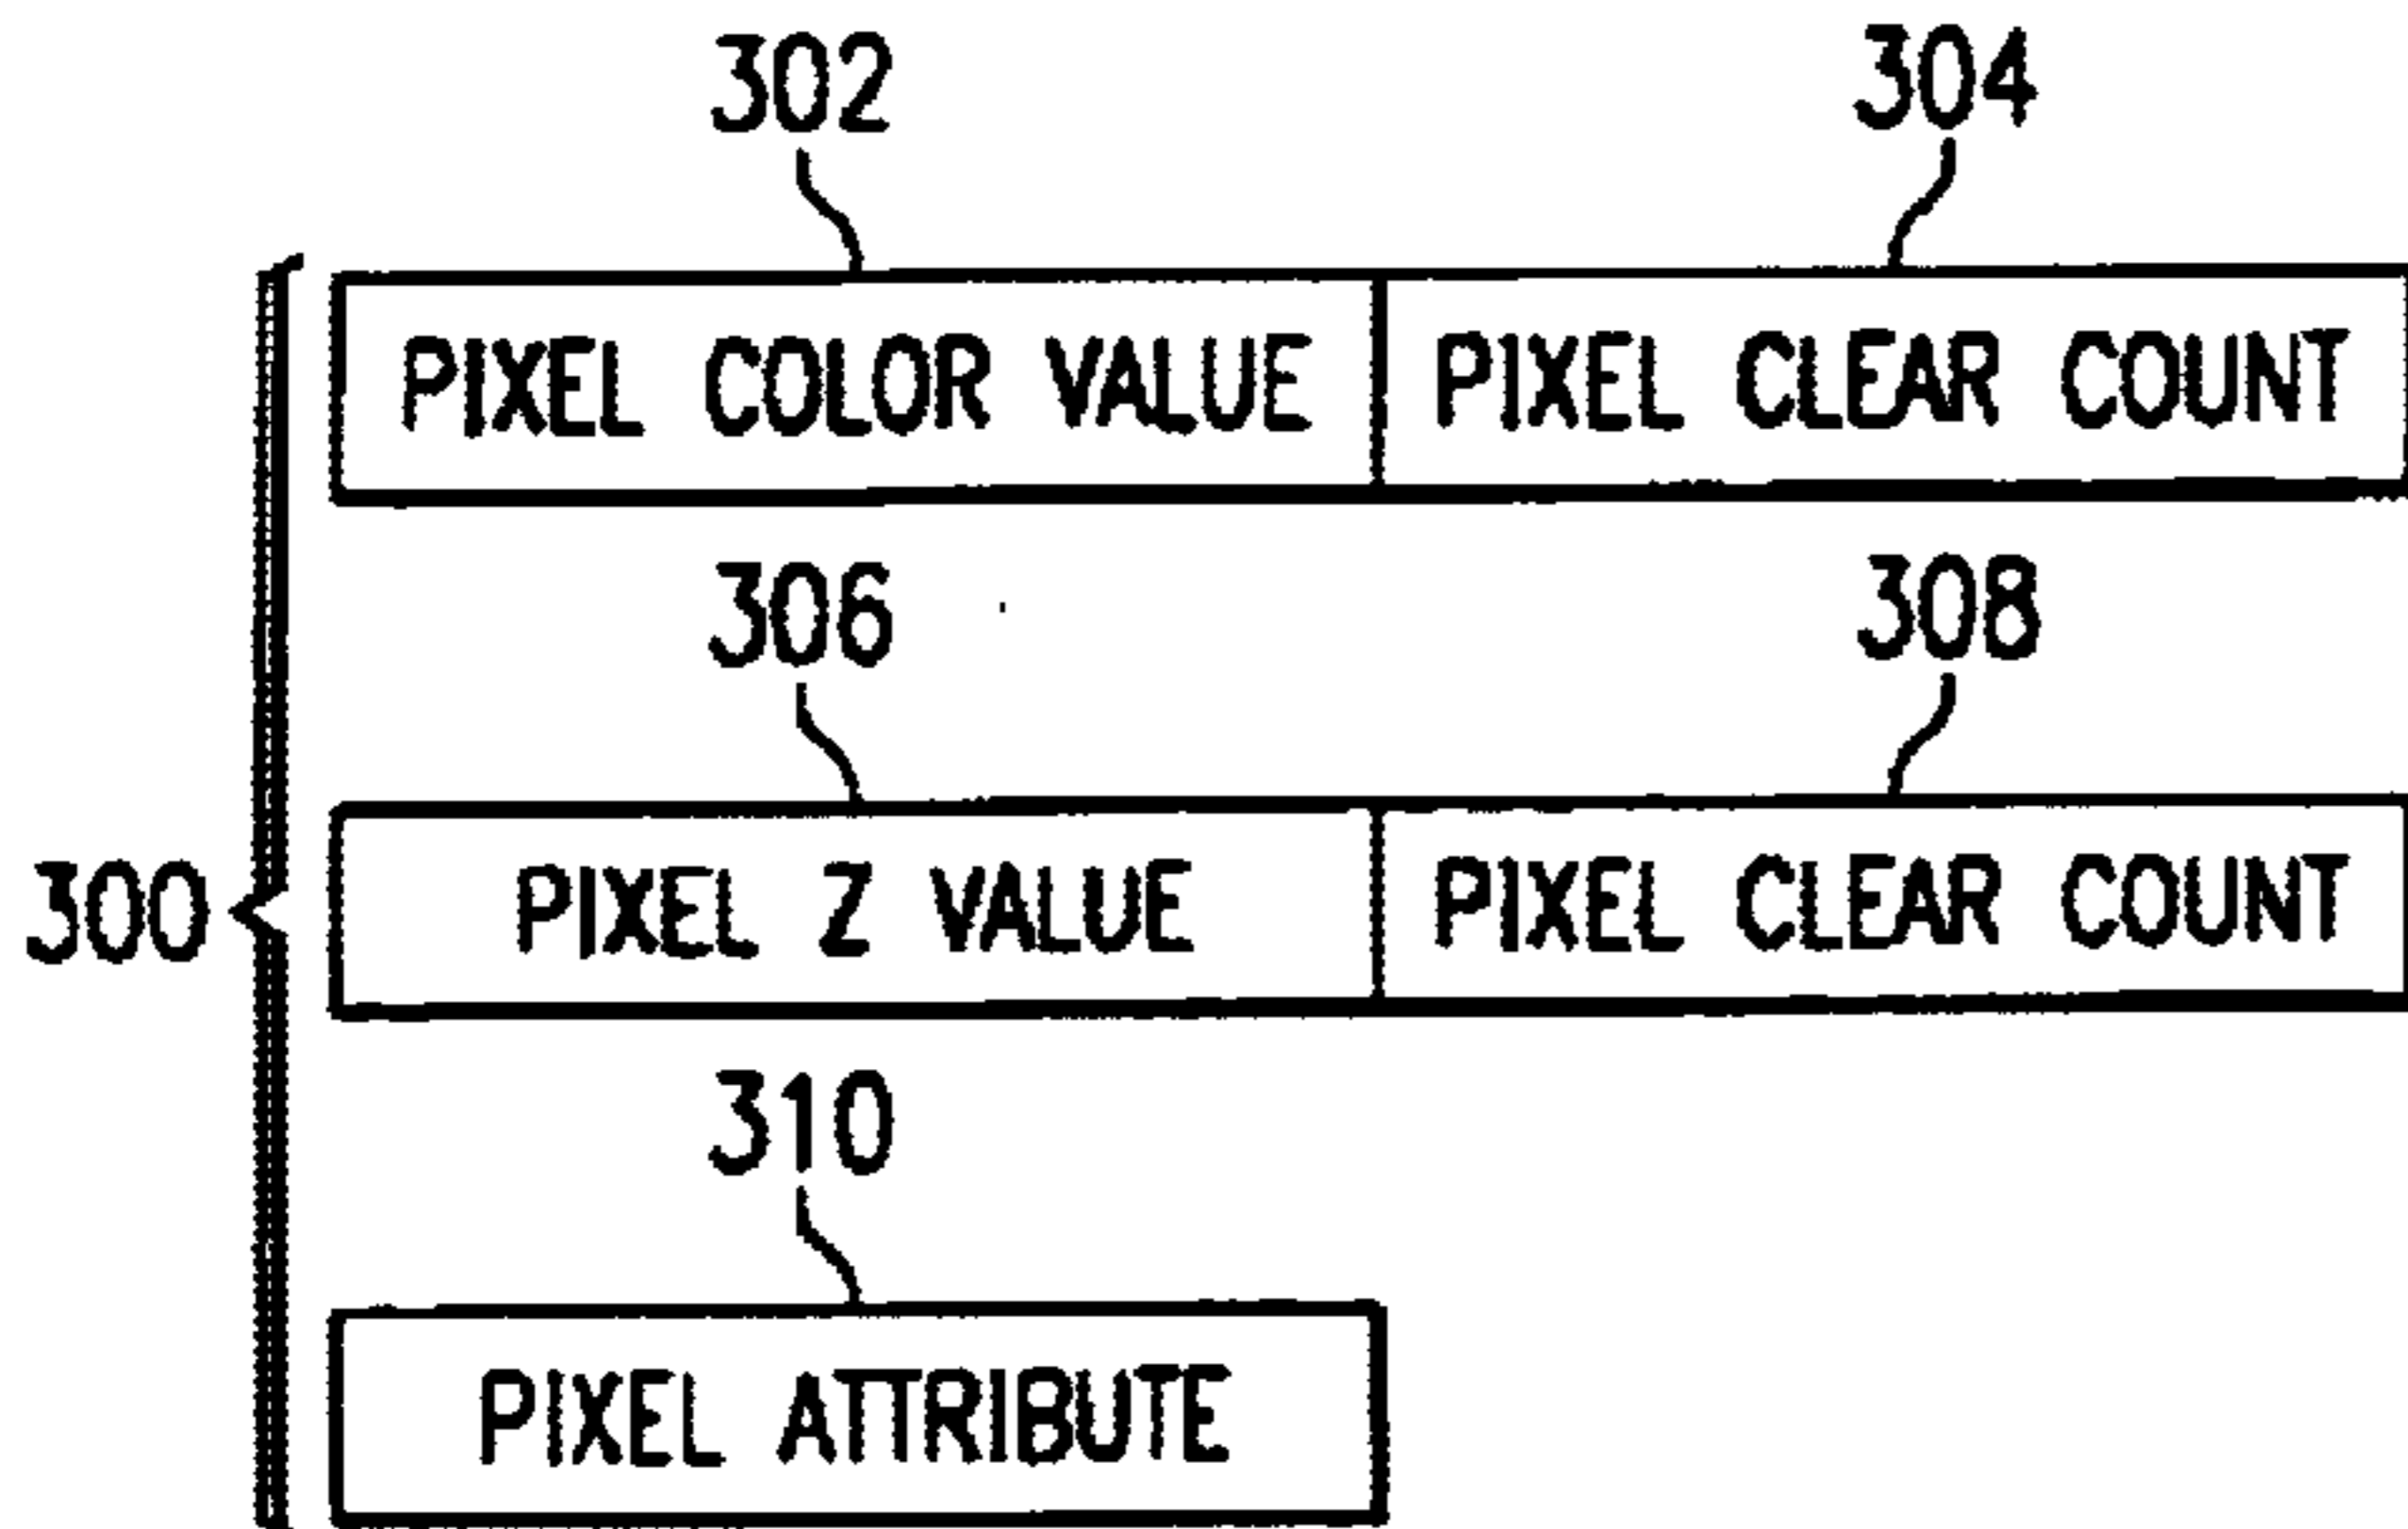 302 304
PIXEL COLOR VALUE PIXEL CLEAR COUNT
306 308
300 PIXEL Z VALUE PIXEL CLEAR COUNT
310
PIXEL ATTRIBUTE